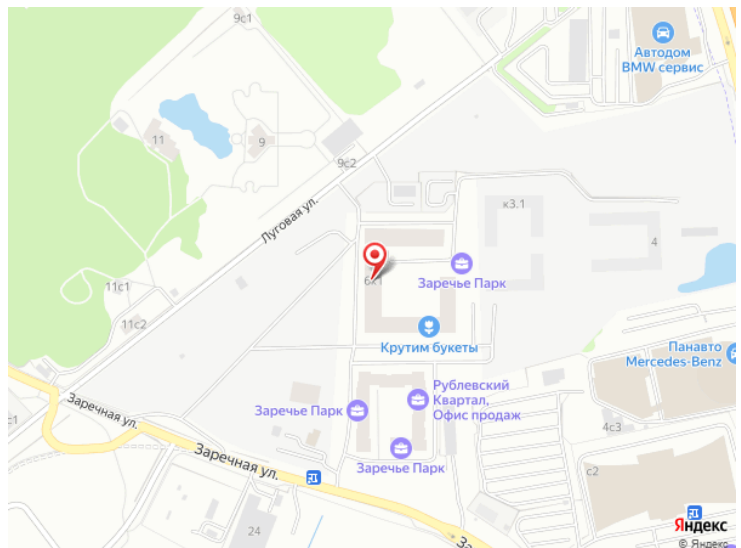 9с1
Автодом
BMW сервис
11
9
9с2
Луговая ул.
к3.1
4
6к1
Заречье Парк
11с1
11с2
Крутим букеты
Панавто
Mercedes-Benz
Рублевский
Квартал,
Офис продаж
Заречная ул.
Заречье Парк
4с3
с1
Заречная ул.
Заречье Парк
с2
24
За
Яндекс
© Яндекс